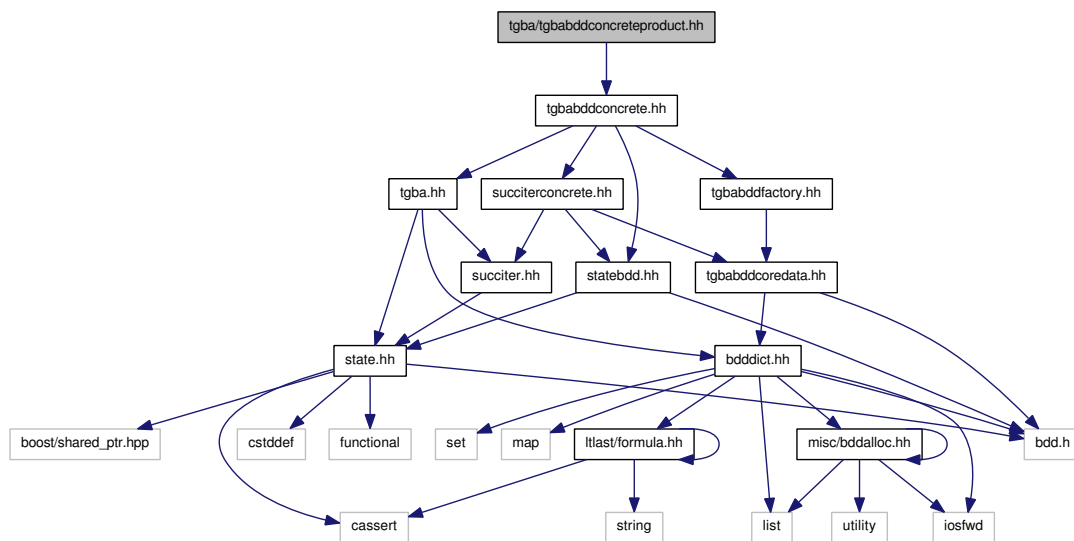 tgba/tgbabddconcreteproduct.hh
tgbabddconcrete.hh
tgba.hh
succiterconcrete.hh
tgbabddfactory.hh
succiter.hh
statebdd.hh
tgbabddcoredata.hh
state.hh
bdddict.hh
boost/shared_ptr.hpp
cstddef
functional
set
map
ltlast/formula.hh
misc/bddalloc.hh
bdd.h
cassert
string
list
utility
iosfwd